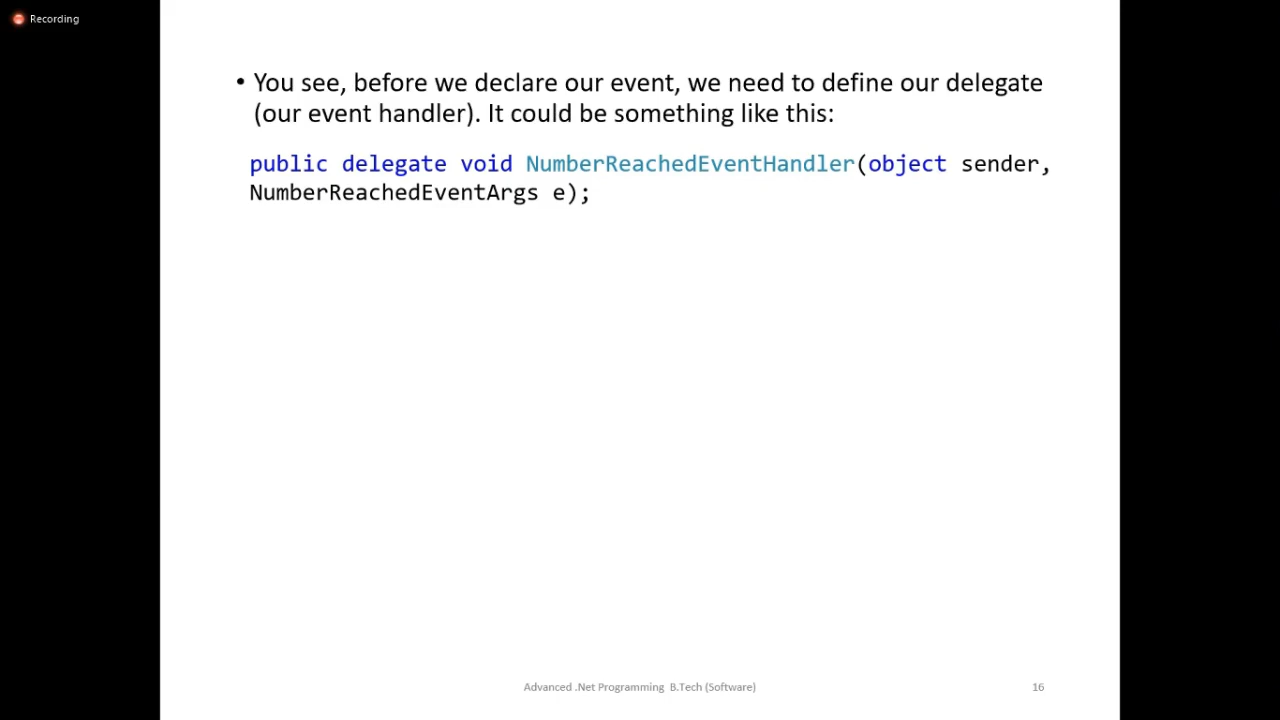 Recording
• You see, before we declare our event, we need to define our delegate
(our event handler). It could be something like this:
public delegate void NumberReachedEventHandler(object sender,
NumberReachedEventArgs e);
Advanced .Net Programming B.Tech (Software)
16